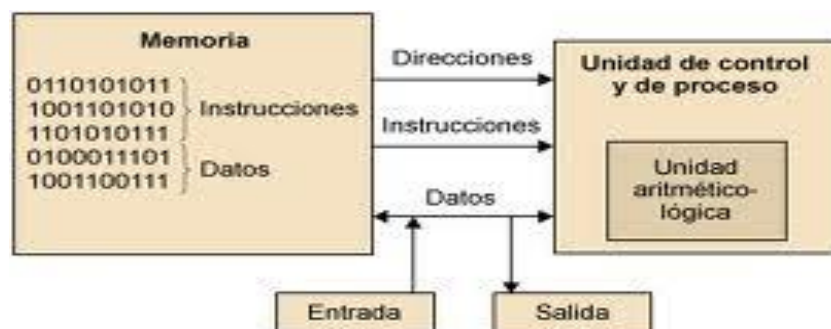 Memoria
0110101011
1001101010
1101010111
Instrucciones
0100011101
1001100111
Datos
Direcciones
Instrucciones
Datos
Unidad de control
y de proceso
Unidad
aritmético-
lógica
Entrada
Salida